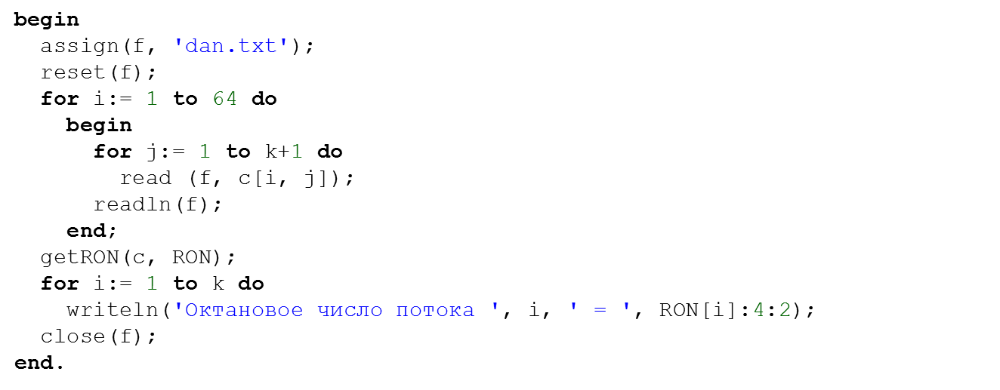 begin
  assign(f, 'dan.txt');
  reset(f);
  for i:= 1 to 64 do
    begin
      for j:= 1 to k+1 do
        read (f, c[i, j]);
      readln(f);
    end;
  getRON(c, RON);
  for i:= 1 to k do
    writeln('Октановое число потока ', i, ' = ', RON[i]:4:2);
  close(f);
end.